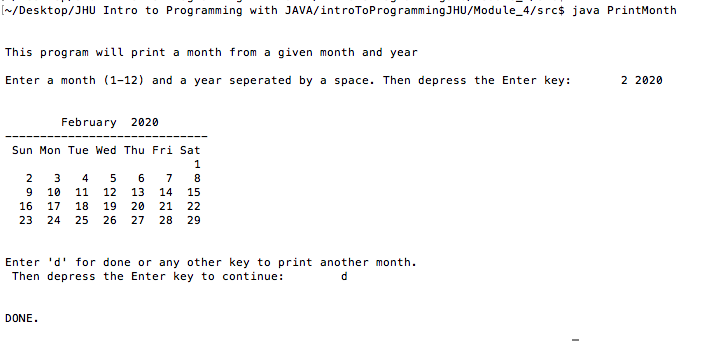 [~/Desktop/JHU Intro to Programming with JAVA/introToProgrammingJHU/Module_4/src$ java PrintMonth
This program will print a month from a given month and year
Enter a month (1-12) and a year seperated by a space. Then depress the Enter key: 2 2020
February 2020
-----------------------------
Sun Mon Tue Wed Thu Fri Sat
1
2 3 4 5 6 7 8
9 10 11 12 13 14 15
16 17 18 19 20 21 22
23 24 25 26 27 28 29
Enter 'd' for done or any other key to print another month.
Then depress the Enter key to continue: d
DONE.